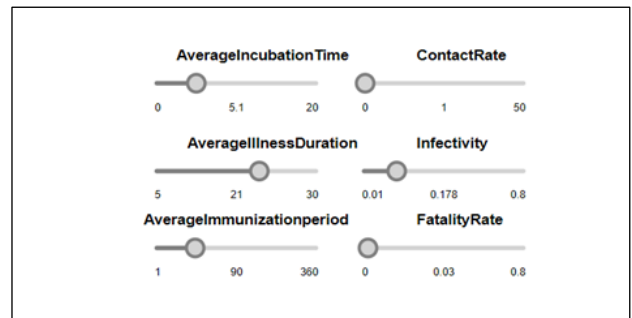 AverageIncubationTime ContactRate
0 5.1 20 0 1 50
AverageIllnessDuration Infectivity
5 21 30 0.01 0.178 0.8
AverageImmunizationperiod FatalityRate
1 90 360 0 0.03 0.8